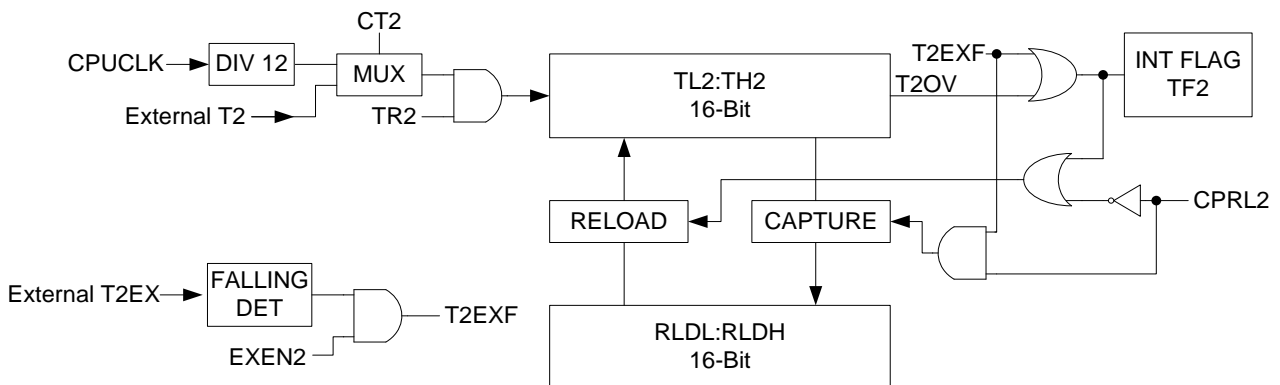 CT2
CPUCLK
DIV 12
MUX
External T2
TR2
TL2:TH2
16-Bit
T2EXF
T2OV
INT FLAG
TF2
RELOAD
CAPTURE
CPRL2
External T2EX
FALLING
DET
EXEN2
T2EXF
RLDL:RLDH
16-Bit